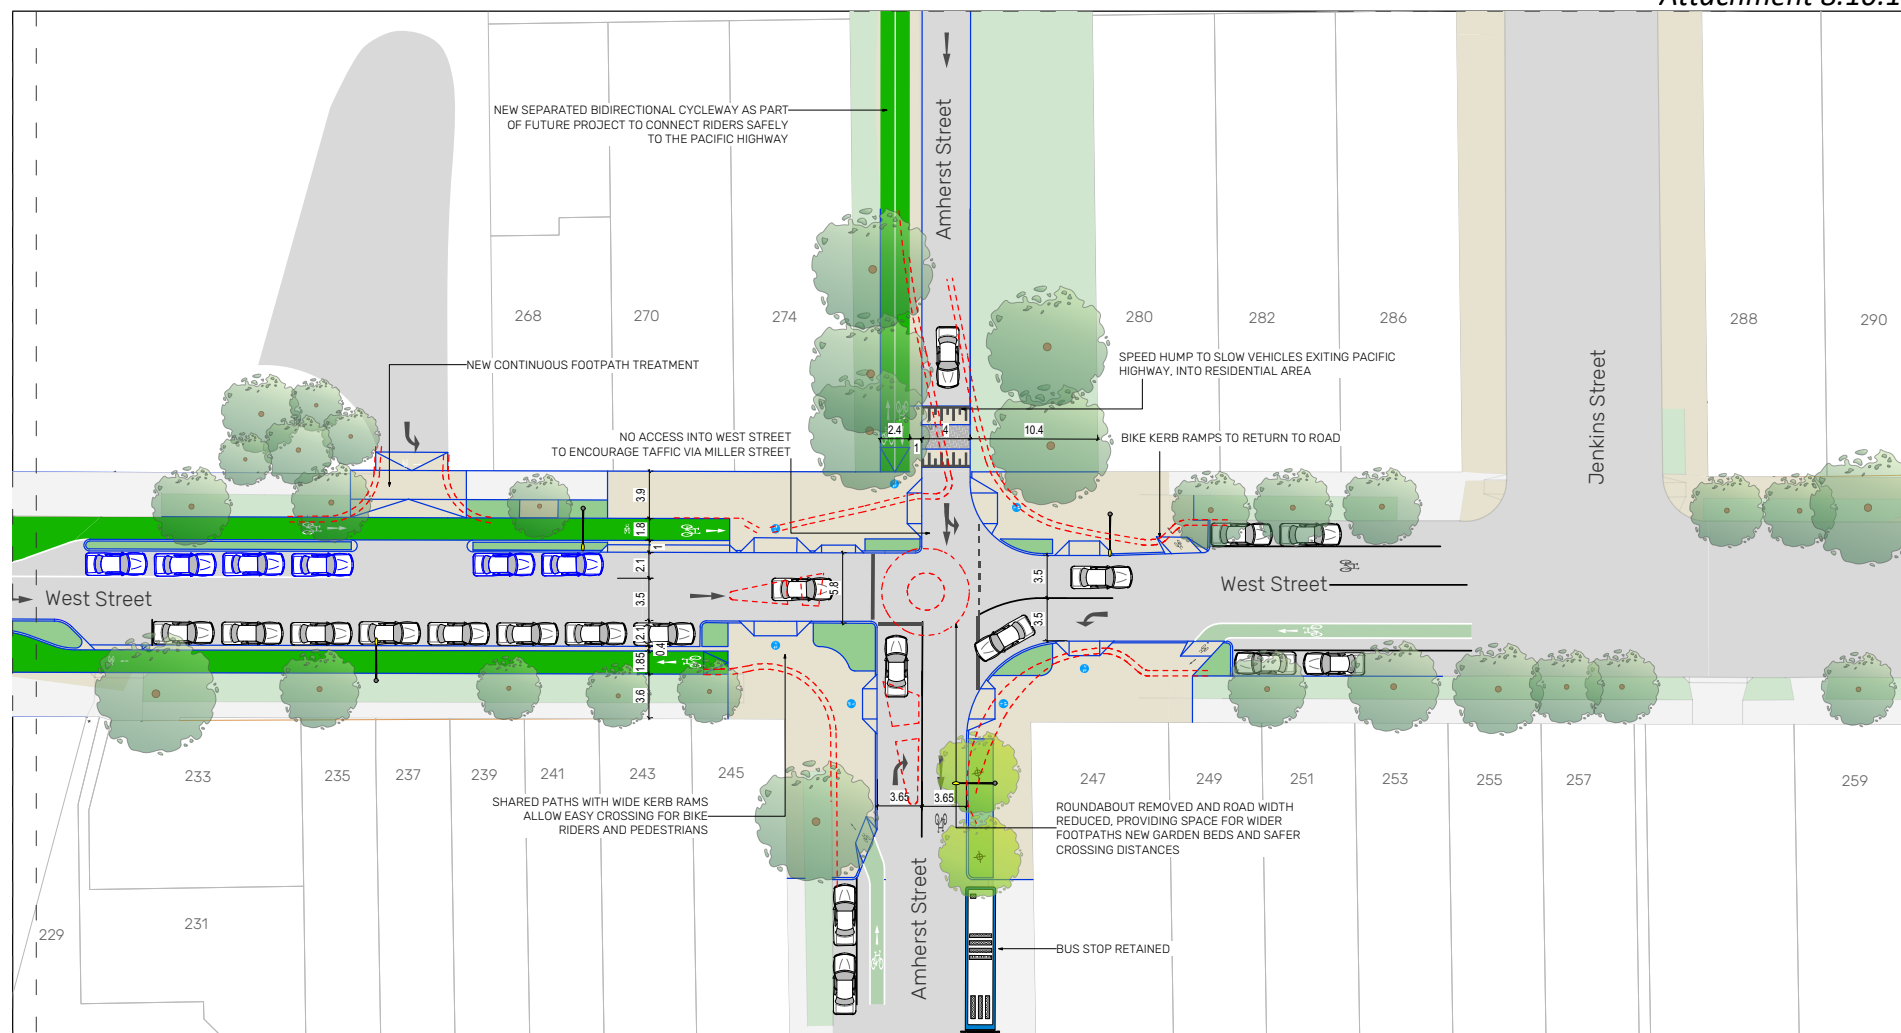 Attachment 8.10.1
NEW SEPARATED BIDIRECTIONAL CYCLEWAY AS PART
OF FUTURE PROJECT TO CONNECT RIDERS SAFELY
TO THE PACIFIC HIGHWAY
Amherst Street
268
270
274
280
282
286
288
290
Jenkins Street
NEW CONTINUOUS FOOTPATH TREATMENT
SPEED HUMP TO SLOW VEHICLES EXITING PACIFIC
HIGHWAY, INTO RESIDENTIAL AREA
NO ACCESS INTO WEST STREET
TO ENCOURAGE TAFFIC VIA MILLER STREET
2.4
4
10.4
1
BIKE KERB RAMPS TO RETURN TO ROAD
3.9
1.8
1
2.1
3.5
2.1
0.4
1.85
3.6
5.8
3.5
3.5
West Street
West Street
233
235
237
239
241
243
245
247
249
251
253
255
257
259
SHARED PATHS WITH WIDE KERB RAMS
ALLOW EASY CROSSING FOR BIKE
RIDERS AND PEDESTRIANS
3.65
3.65
ROUNDABOUT REMOVED AND ROAD WIDTH
REDUCED, PROVIDING SPACE FOR WIDER
FOOTPATHS NEW GARDEN BEDS AND SAFER
CROSSING DISTANCES
229
231
Amherst Street
BUS STOP RETAINED